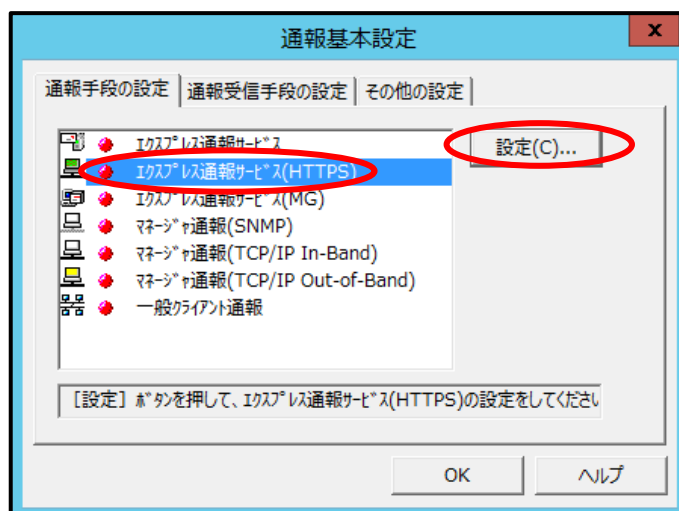 通報基本設定
x
通報手段の設定 通報受信手段の設定 その他の設定
ｴｸｽﾌﾟﾚｽ通報ｻｰﾋﾞｽ
設定(C)...
ｴｸｽﾌﾟﾚｽ通報ｻｰﾋﾞｽ(HTTPS)
ｴｸｽﾌﾟﾚｽ通報ｻｰﾋﾞｽ(MG)
ﾏﾈｰｼﾞｬ通報(SNMP)
ﾏﾈｰｼﾞｬ通報(TCP/IP In-Band)
ﾏﾈｰｼﾞｬ通報(TCP/IP Out-of-Band)
一般ｸﾗｲｱﾝﾄ通報
[設定] ﾎﾞﾀﾝを押して、ｴｸｽﾌﾟﾚｽ通報ｻｰﾋﾞｽ(HTTPS)の設定をしてくださ
OK ヘルプ